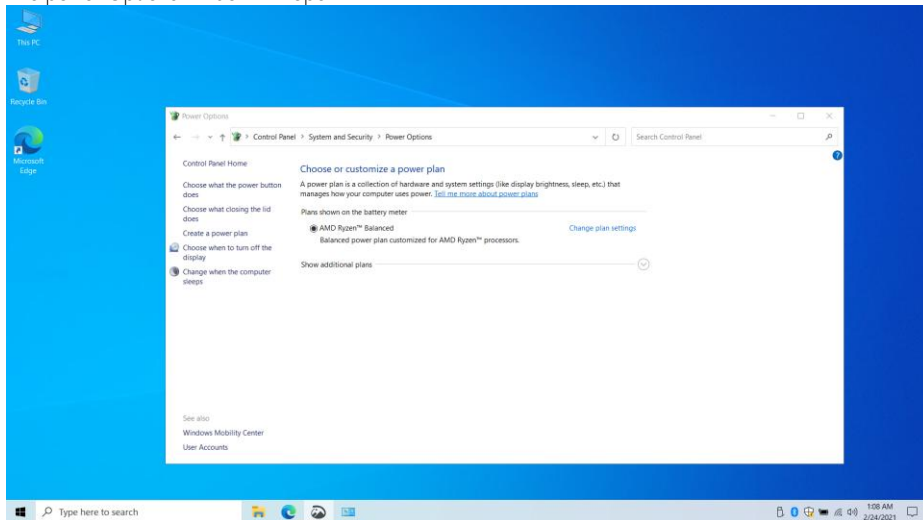 This PC
Recycle Bin
Microsoft
Edge
Power Options
Control Panel > System and Security > Power Options
Search Control Panel
Control Panel Home
Choose what the power button
does
Choose what closing the lid
does
Create a power plan
Choose when to turn off the
display
Change when the computer
sleeps
Choose or customize a power plan
A power plan is a collection of hardware and system settings (like display brightness, sleep, etc.) that
manages how your computer uses power. Tell me more about power plans
Plans shown on the battery meter
AMD Ryzen™ Balanced
Change plan settings
Balanced power plan customized for AMD Ryzen™ processors.
Show additional plans
See also
Windows Mobility Center
User Accounts
Type here to search
1:08 AM
2/24/2021